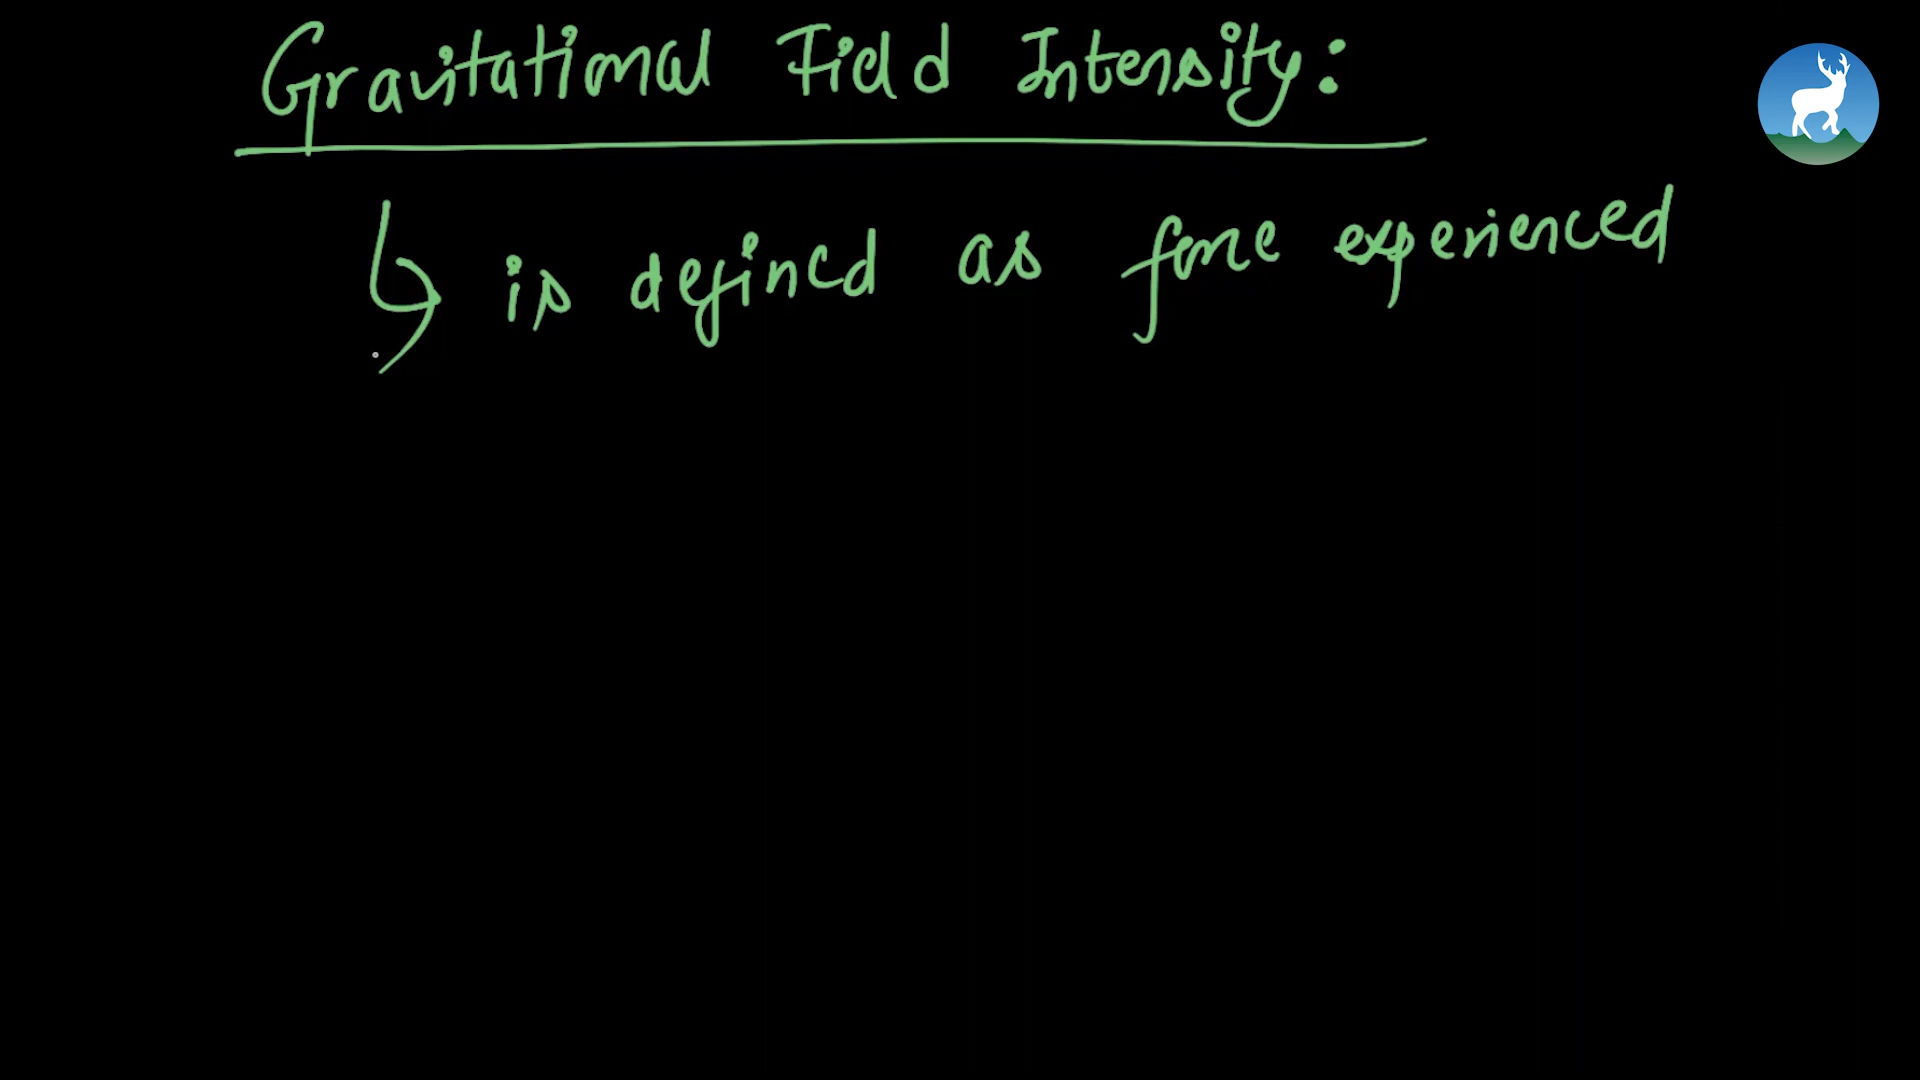 Gravitational Field Intensity:
↳ is defined as force experienced